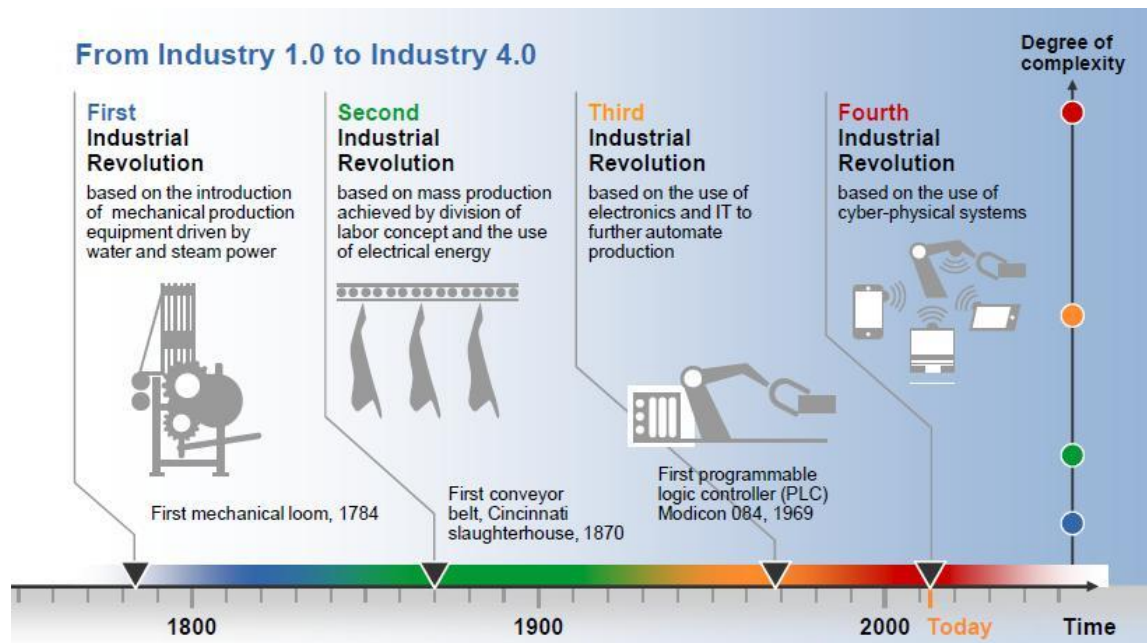 From Industry 1.0 to Industry 4.0
Degree of
complexity
First
Industrial
Revolution
based on the introduction
of mechanical production
equipment driven by
water and steam power
Second
Industrial
Revolution
based on mass production
achieved by division of
labor concept and the use
of electrical energy
Third
Industrial
Revolution
based on the use of
electronics and IT to
further automate
production
Fourth
Industrial
Revolution
based on the use of
cyber-physical systems
First mechanical loom, 1784
First conveyor
belt, Cincinnati
slaughterhouse, 1870
First programmable
logic controller (PLC)
Modicon 084, 1969
1800
1900
2000
Today
Time